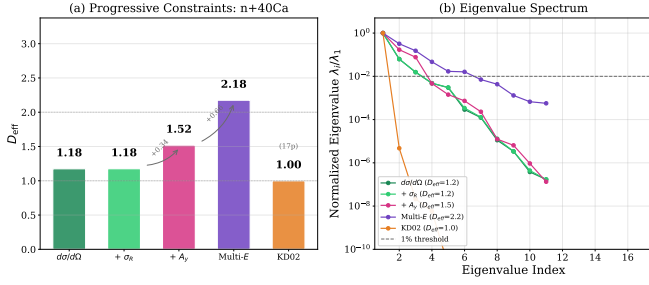 (a) Progressive Constraints: n+40Ca
3.0
2.5
2.0
1.5
1.0
0.5
0.0
D_eff
1.18
1.18
+0.34
1.52
2.18
(17p)
1.00
dσ/dΩ
+ σ_R
+ A_y
Multi-E
KD02
(b) Eigenvalue Spectrum
Normalized Eigenvalue λ_i/λ_1
10^0
10^−2
10^−4
10^−6
10^−8
10^−10
dσ/dΩ (D_eff=1.2)
+ σ_R (D_eff=1.2)
+ A_y (D_eff=1.5)
Multi-E (D_eff=2.2)
KD02 (D_eff=1.0)
1% threshold
2 4 6 8 10 12 14 16
Eigenvalue Index